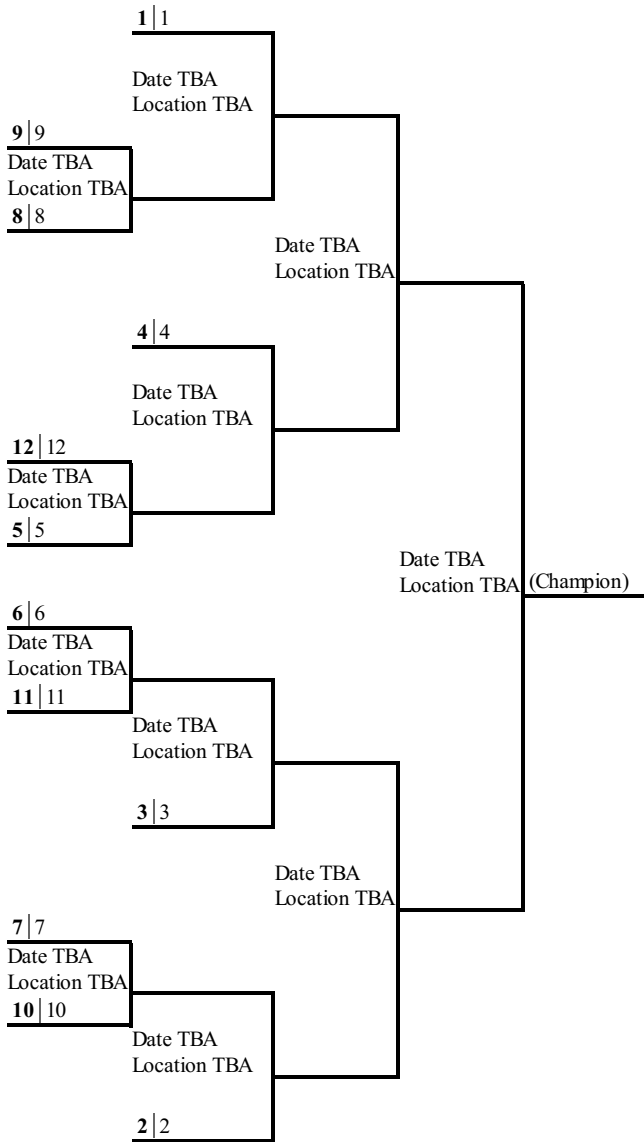 1|1
Date TBA
Location TBA
9|9
Date TBA
Location TBA
8|8
Date TBA
Location TBA
4|4
Date TBA
Location TBA
12|12
Date TBA
Location TBA
5|5
Date TBA
Location TBA
(Champion)
6|6
Date TBA
Location TBA
11|11
Date TBA
Location TBA
3|3
Date TBA
Location TBA
7|7
Date TBA
Location TBA
10|10
Date TBA
Location TBA
2|2